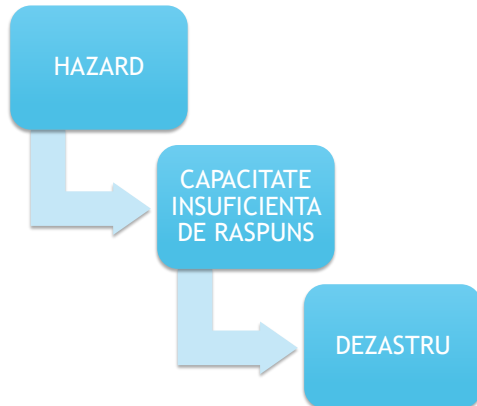 HAZARD
CAPACITATE
INSUFICIENTA
DE RASPUNS
DEZASTRU